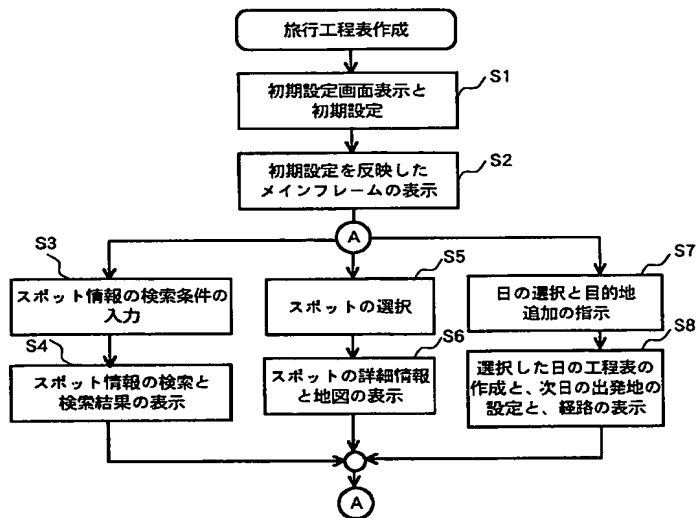 旅行工程表作成
S1
初期設定画面表示と
初期設定
S2
初期設定を反映した
メインフレームの表示
A
S3
スポット情報の検索条件の
入力
S4
スポット情報の検索と
検索結果の表示
S5
スポットの選択
S6
スポットの詳細情報
と地図の表示
S7
日の選択と目的地
追加の指示
S8
選択した日の工程表の
作成と、次日の出発地の
設定と、経路の表示
A